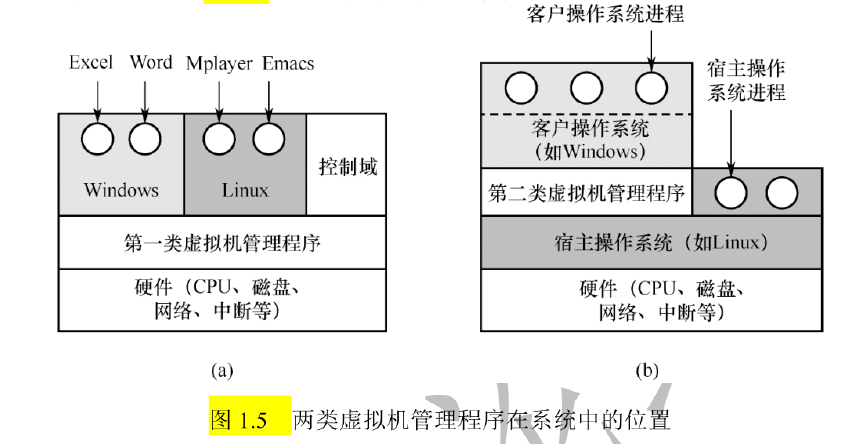 Excel Word Mplayer Emacs
Windows
Linux
控制域
第一类虚拟机管理程序
硬件（CPU、磁盘、
网络、中断等）
(a)
客户操作系统进程
宿主操作
系统进程
客户操作系统
（如Windows）
第二类虚拟机管理程序
宿主操作系统（如Linux）
硬件（CPU、磁盘、
网络、中断等）
(b)
图 1.5 两类虚拟机管理程序在系统中的位置